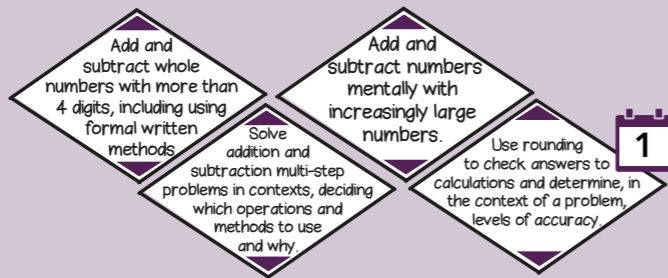 Add and
subtract whole
numbers with more than
4 digits, including using
formal written
methods.
Add and
subtract numbers
mentally with
increasingly large
numbers.
Solve
addition and
subtraction multi-step
problems in contexts, deciding
which operations and
methods to use
and why.
Use rounding
to check answers to
calculations and determine, in
the context of a problem,
levels of accuracy.
1